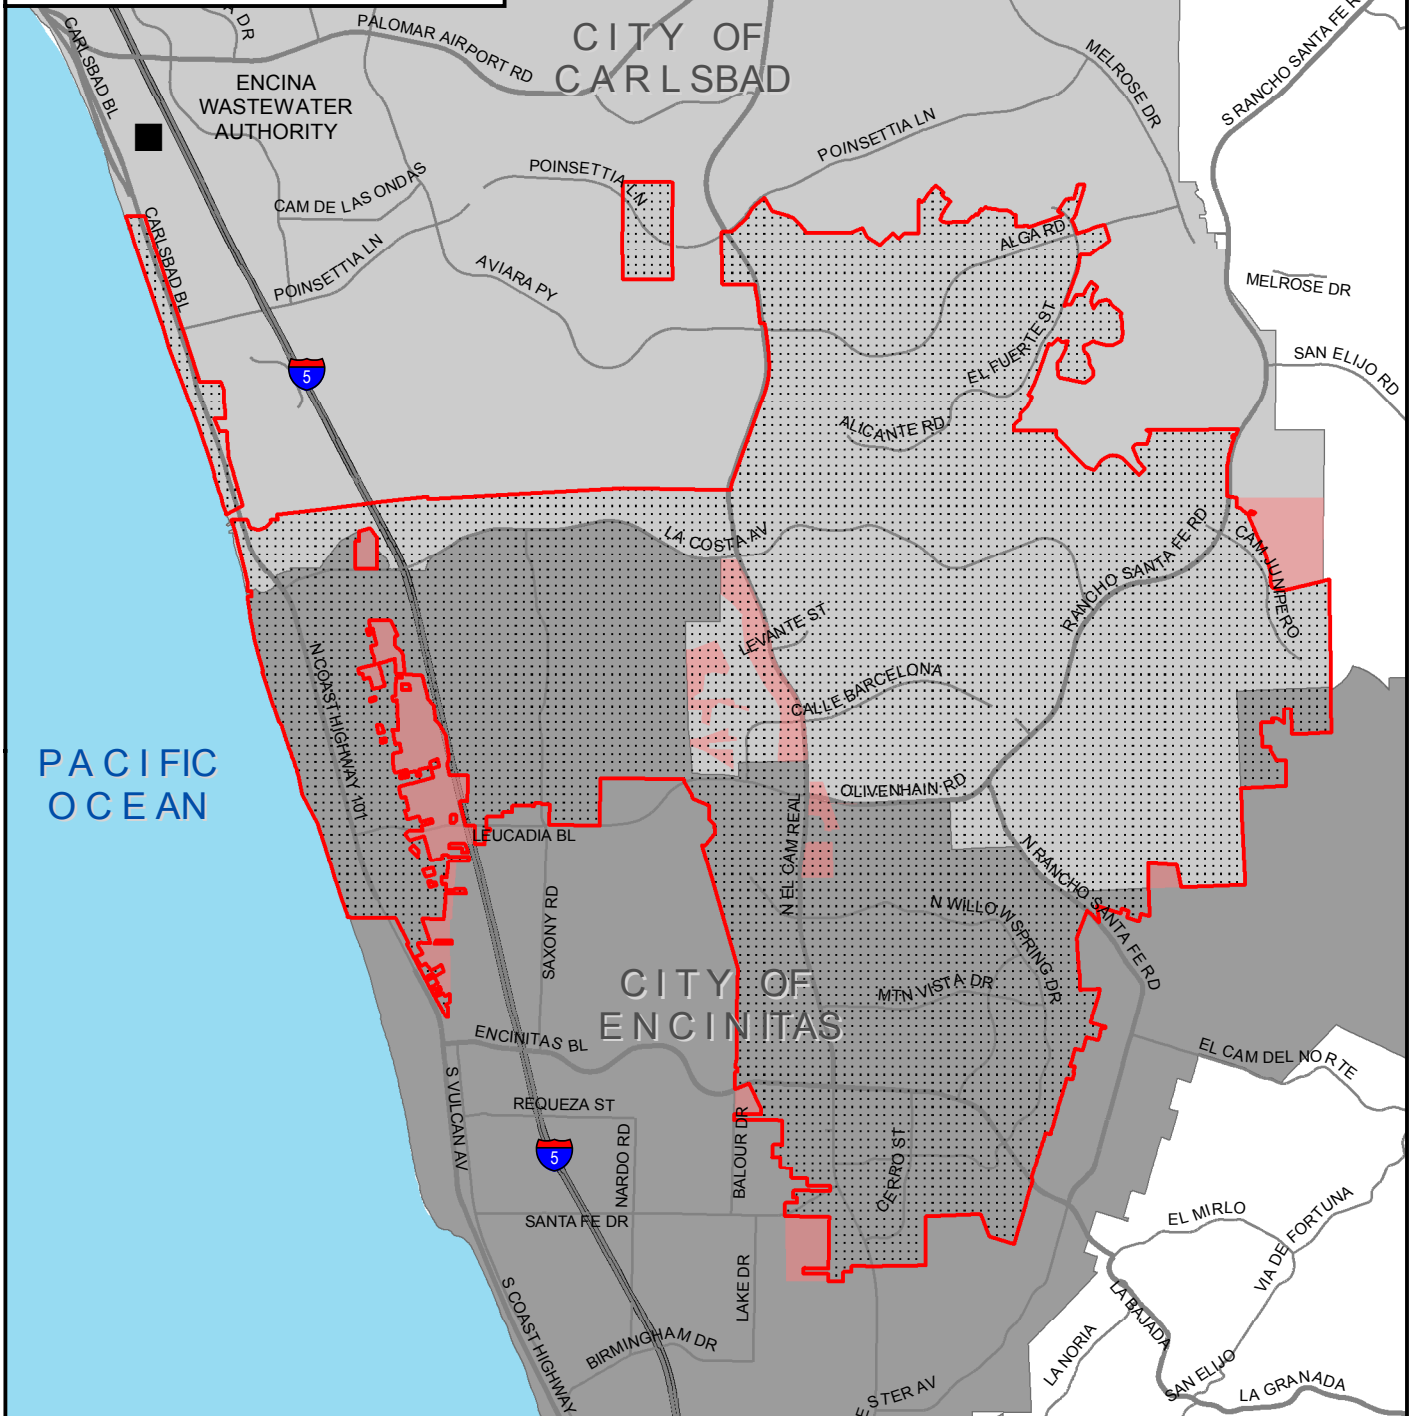 CITY OF
CARLSBAD
PALOMAR AIRPORT RD
CARLSBAD BL
ENCINA
WASTEWATER
AUTHORITY
MELROSE DR
S RANCHO SANTA FE R
POINSETTIA LN
POINSETTIA LN
CAM DE LAS ONDAS
CARLSBAD BL
POINSETTIA LN
AVIARA PY
ALGA RD
MELROSE DR
EL FUERTE ST
SAN ELIJO RD
5
ALICANTE RD
LA COSTA AV
RANCHO SANTA FE RD
CAM JUNIPERO
LEVANTE ST
N COAST HIGHWAY 101
CALLE BARCELONA
PACIFIC
OCEAN
OLIVENHAIN RD
LEUCADIA BL
N EL CAM REAL
N RANCHO SANTA FE RD
SAXONY RD
N WILLOWSPRING DR
CITY OF
ENCINITAS
MTN VISTA DR
ENCINITAS BL
EL CAM DEL NORTE
S VULCAN AV
REQUEZA ST
NARDO RD
BALOUR DR
CERRO ST
5
SANTA FE DR
EL MIRLO
VIA DE FORTUNA
LAKE DR
S COAST HIGHWAY
BIRMINGHAM DR
LA BAJADA
LA NORIA
SAN ELIJO
LA GRANADA